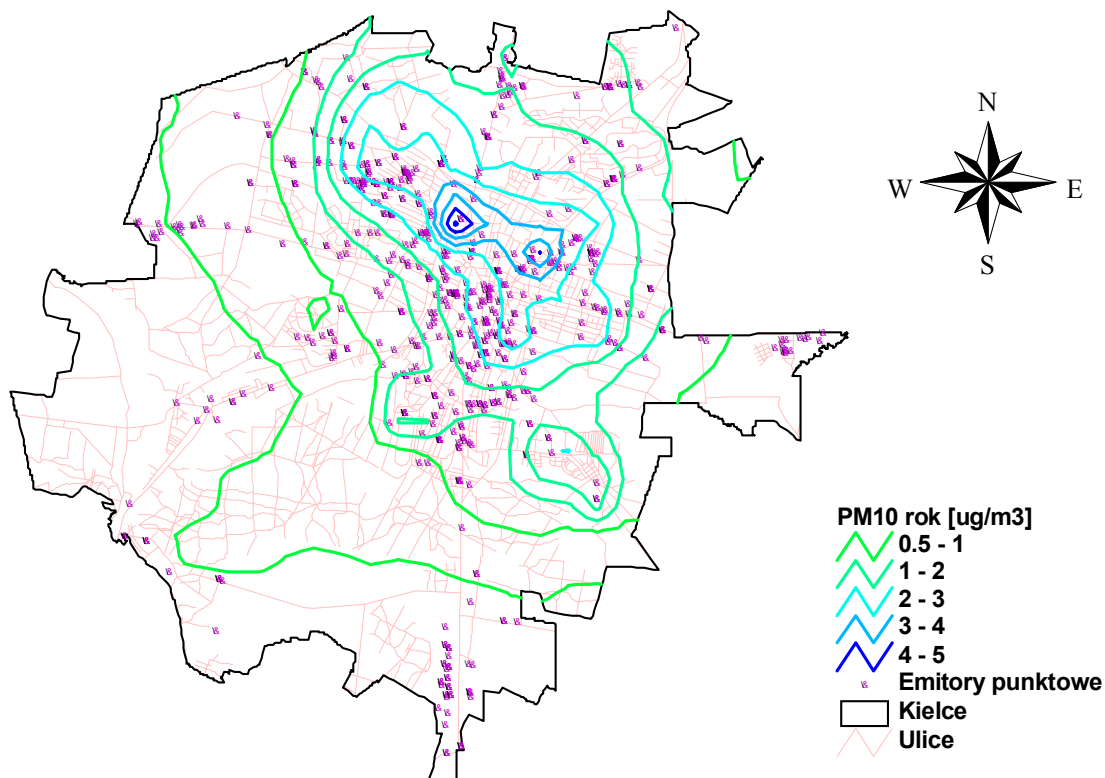 N
W E
S
PM10 rok [ug/m3]
0.5 - 1
1 - 2
2 - 3
3 - 4
4 - 5
Emitory punktowe
Kielce
Ulice